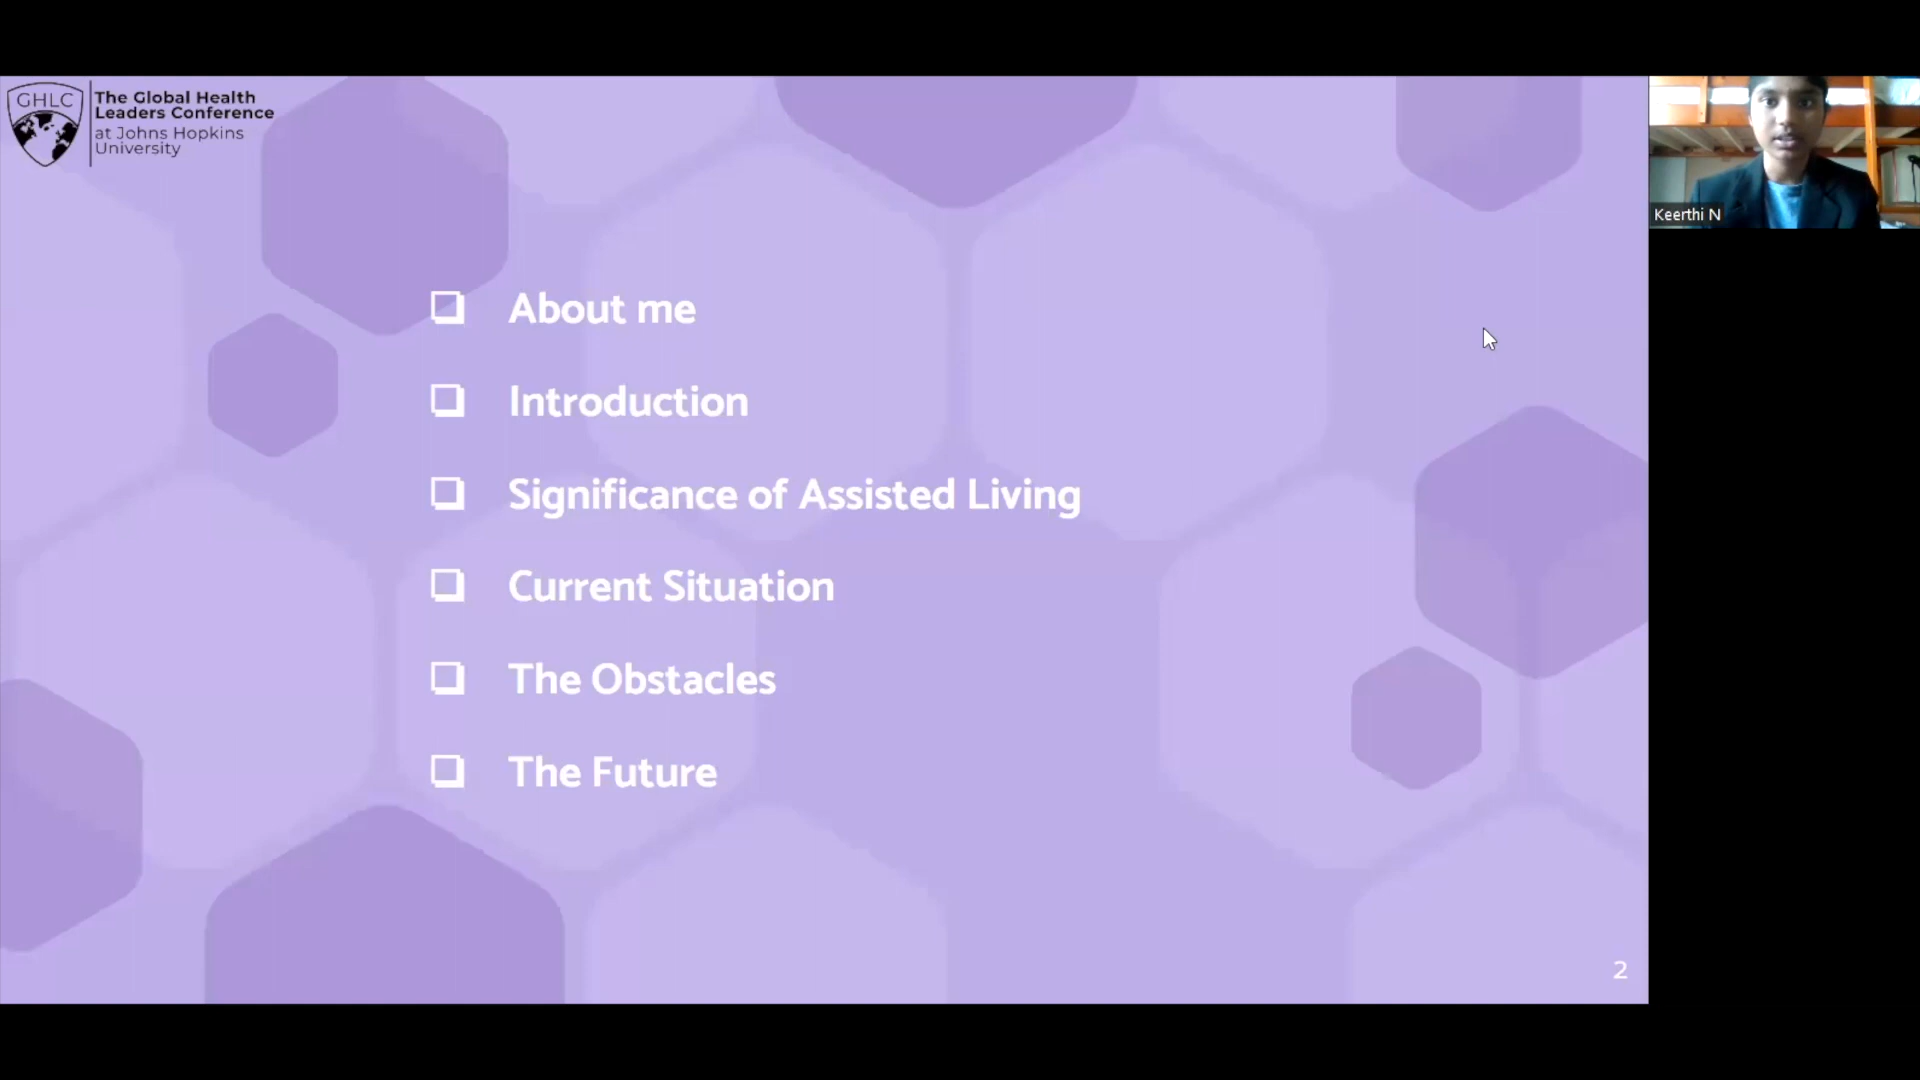 GHLC
The Global Health
Leaders Conference
at Johns Hopkins
University
Keerthi N
About me
Introduction
Significance of Assisted Living
Current Situation
The Obstacles
The Future
2